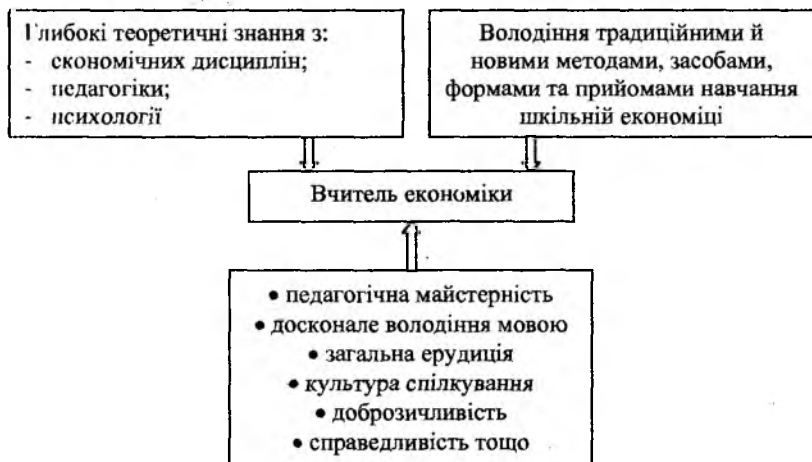 Глибокі теоретичні знання з:
- економічних дисциплін;
- педагогіки;
- психології
Володіння традиційними й
новими методами, засобами,
формами та прийомами навчання
шкільній економіці
Вчитель економіки
• педагогічна майстерність
• досконале володіння мовою
• загальна ерудиція
• культура спілкування
• доброзичливість
• справедливість тощо